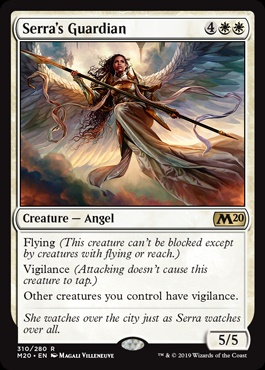 Serra's Guardian 4
Creature — Angel M20
Flying (This creature can't be blocked except
by creatures with flying or reach.)
Vigilance (Attacking doesn't cause this
creature to tap.)
Other creatures you control have vigilance.
She watches over the city just as Serra watches
over all.
5/5
310/280 R
M20 • EN MAGALI VILLENEUVE
™ & © 2019 Wizards of the Coast